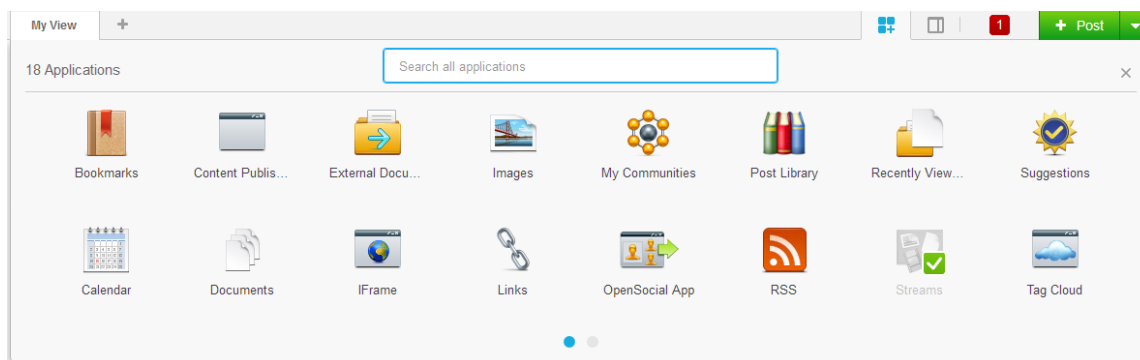 My View + 1 + Post
18 Applications Search all applications ×
Bookmarks Content Publis... External Docu... Images My Communities Post Library Recently View... Suggestions
Calendar Documents IFrame Links OpenSocial App RSS Streams Tag Cloud